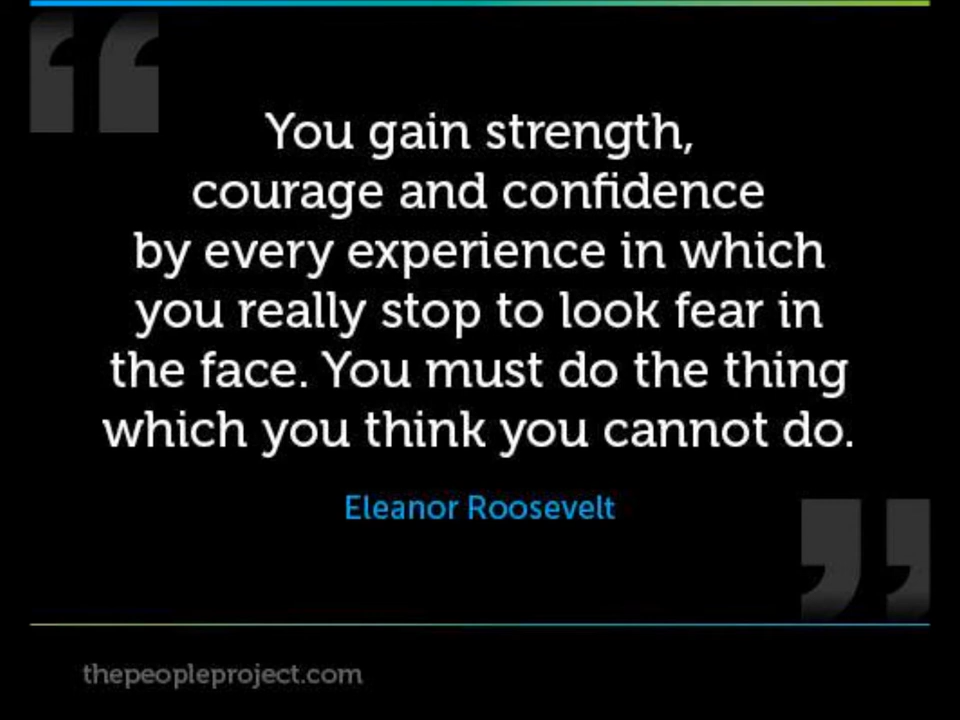 You gain strength,
courage and confidence
by every experience in which
you really stop to look fear in
the face. You must do the thing
which you think you cannot do.
Eleanor Roosevelt
thepeopleproject.com